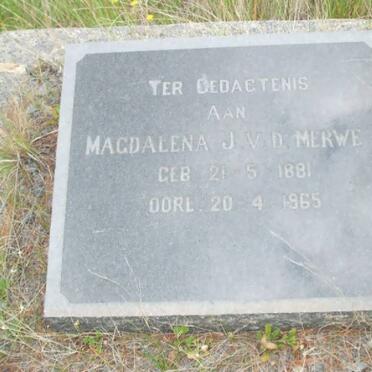 TER GEDAGTENIS
AAN
MAGDALENA J. V. D. MERWE
GEB. 21-5 1881
OORL. 20-4 1965